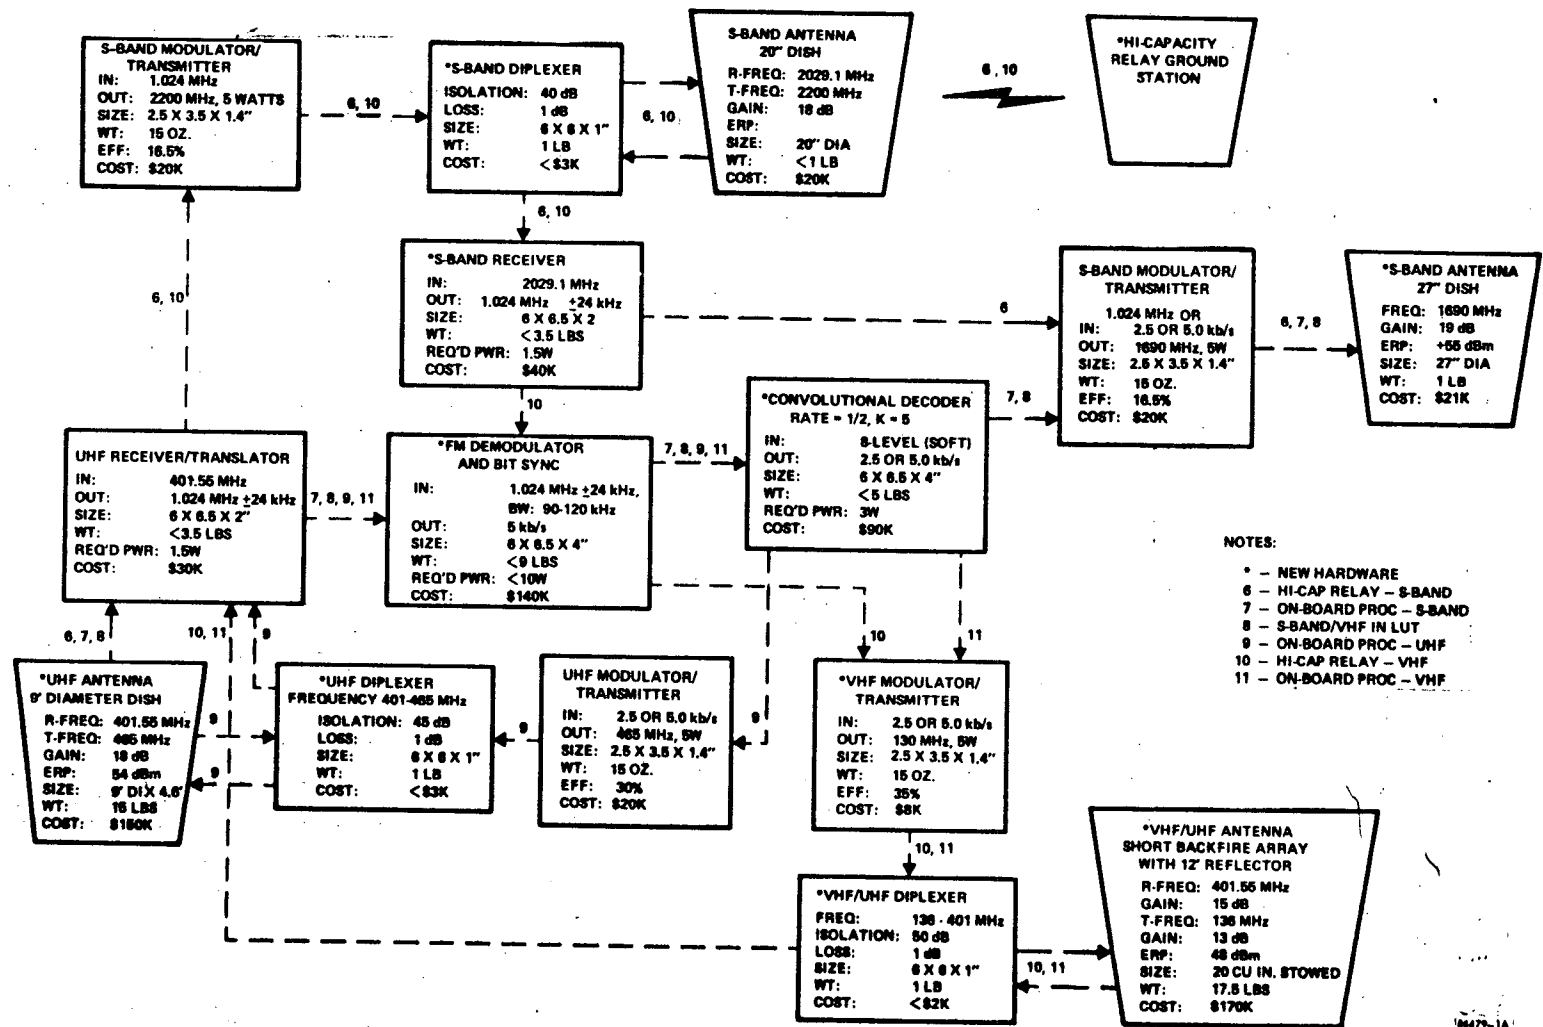 S-BAND MODULATOR/
TRANSMITTER
IN: 1.024 MHz
OUT: 2200 MHz, 5 WATTS
SIZE: 2.5 X 3.5 X 1.4"
WT: 15 OZ.
EFF: 16.5%
COST: $20K
6, 10
*S-BAND DIPLEXER
ISOLATION: 40 dB
LOSS: 1 dB
SIZE: 6 X 6 X 1"
WT: 1 LB
COST: <$3K
6, 10
S-BAND ANTENNA
20" DISH
R-FREQ: 2029.1 MHz
T-FREQ: 2200 MHz
GAIN: 18 dB
ERP:
SIZE: 20" DIA
WT: <1 LB
COST: $20K
6, 10
*HI-CAPACITY
RELAY GROUND
STATION
6, 10
6, 10
*S-BAND RECEIVER
IN: 2029.1 MHz
OUT: 1.024 MHz ±24 kHz
SIZE: 6 X 6.5 X 2
WT: <3.5 LBS
REQ'D PWR: 1.5W
COST: $40K
6
S-BAND MODULATOR/
TRANSMITTER
1.024 MHz OR
IN: 2.5 OR 5.0 kb/s
OUT: 1690 MHz, 5W
SIZE: 2.5 X 3.5 X 1.4"
WT: 15 OZ.
EFF: 16.5%
COST: $20K
6, 7, 8
*S-BAND ANTENNA
27" DISH
FREQ: 1690 MHz
GAIN: 19 dB
ERP: +55 dBm
SIZE: 27" DIA
WT: 1 LB
COST: $21K
10
UHF RECEIVER/TRANSLATOR
IN: 401.55 MHz
OUT: 1.024 MHz ±24 kHz
SIZE: 6 X 6.5 X 2"
WT: <3.5 LBS
REQ'D PWR: 1.5W
COST: $30K
7, 8, 9, 11
*FM DEMODULATOR
AND BIT SYNC
IN: 1.024 MHz ±24 kHz,
BW: 90-120 kHz
OUT: 5 kb/s
SIZE: 6 X 6.5 X 4"
WT: <9 LBS
REQ'D PWR: <10W
COST: $140K
7, 8, 9, 11
*CONVOLUTIONAL DECODER
RATE = 1/2, K = 5
IN: 8-LEVEL (SOFT)
OUT: 2.5 OR 5.0 kb/s
SIZE: 6 X 6.5 X 4"
WT: <5 LBS
REQ'D PWR: 3W
COST: $90K
7, 8
NOTES:
* – NEW HARDWARE
6 – HI-CAP RELAY – S-BAND
7 – ON-BOARD PROC – S-BAND
8 – S-BAND/VHF IN LUT
9 – ON-BOARD PROC – UHF
10 – HI-CAP RELAY – VHF
11 – ON-BOARD PROC – VHF
6, 7, 8
10, 11
9
10
11
*UHF ANTENNA
9' DIAMETER DISH
R-FREQ: 401.55 MHz
T-FREQ: 465 MHz
GAIN: 18 dB
ERP: 54 dBm
SIZE: 9' DI X 4.6'
WT: 15 LBS
COST: $150K
9
9
*UHF DIPLEXER
FREQUENCY 401-465 MHz
ISOLATION: 45 dB
LOSS: 1 dB
SIZE: 6 X 6 X 1"
WT: 1 LB
COST: <$3K
9
UHF MODULATOR/
TRANSMITTER
IN: 2.5 OR 5.0 kb/s
OUT: 465 MHz, 5W
SIZE: 2.5 X 3.5 X 1.4"
WT: 15 OZ.
EFF: 30%
COST: $20K
9
*VHF MODULATOR/
TRANSMITTER
IN: 2.5 OR 5.0 kb/s
OUT: 130 MHz, 5W
SIZE: 2.5 X 3.5 X 1.4"
WT: 15 OZ.
EFF: 35%
COST: $8K
10, 11
*VHF/UHF DIPLEXER
FREQ: 136 - 401 MHz
ISOLATION: 50 dB
LOSS: 1 dB
SIZE: 6 X 6 X 1"
WT: 1 LB
COST: <$2K
10, 11
*VHF/UHF ANTENNA
SHORT BACKFIRE ARRAY
WITH 12' REFLECTOR
R-FREQ: 401.55 MHz
GAIN: 15 dB
T-FREQ: 136 MHz
GAIN: 13 dB
ERP: 48 dBm
SIZE: 20 CU IN. STOWED
WT: 17.5 LBS
COST: $170K